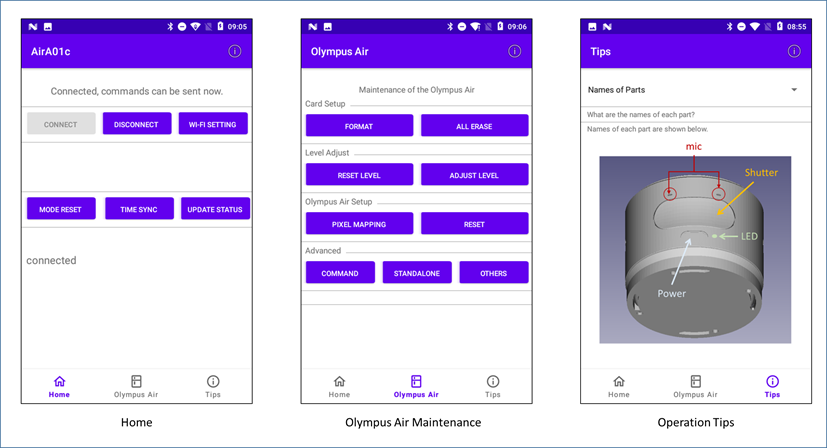 09:05
AirA01c
Connected, commands can be sent now.
CONNECT DISCONNECT WI-FI SETTING
MODE RESET TIME SYNC UPDATE STATUS
connected
Home Olympus Air Tips
Home
09:06
Olympus Air
Maintenance of the Olympus Air
Card Setup
FORMAT ALL ERASE
Level Adjust
RESET LEVEL ADJUST LEVEL
Olympus Air Setup
PIXEL MAPPING RESET
Advanced
COMMAND STANDALONE OTHERS
Home Olympus Air Tips
Olympus Air Maintenance
08:55
Tips
Names of Parts
What are the names of each part?
Names of each part are shown below.
mic
Shutter
LED
Power
Home Olympus Air Tips
Operation Tips